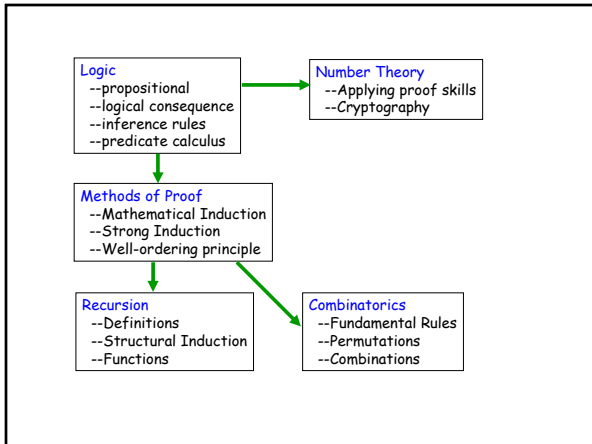 Logic
--propositional
--logical consequence
--inference rules
--predicate calculus
Number Theory
--Applying proof skills
--Cryptography
Methods of Proof
--Mathematical Induction
--Strong Induction
--Well-ordering principle
Recursion
--Definitions
--Structural Induction
--Functions
Combinatorics
--Fundamental Rules
--Permutations
--Combinations